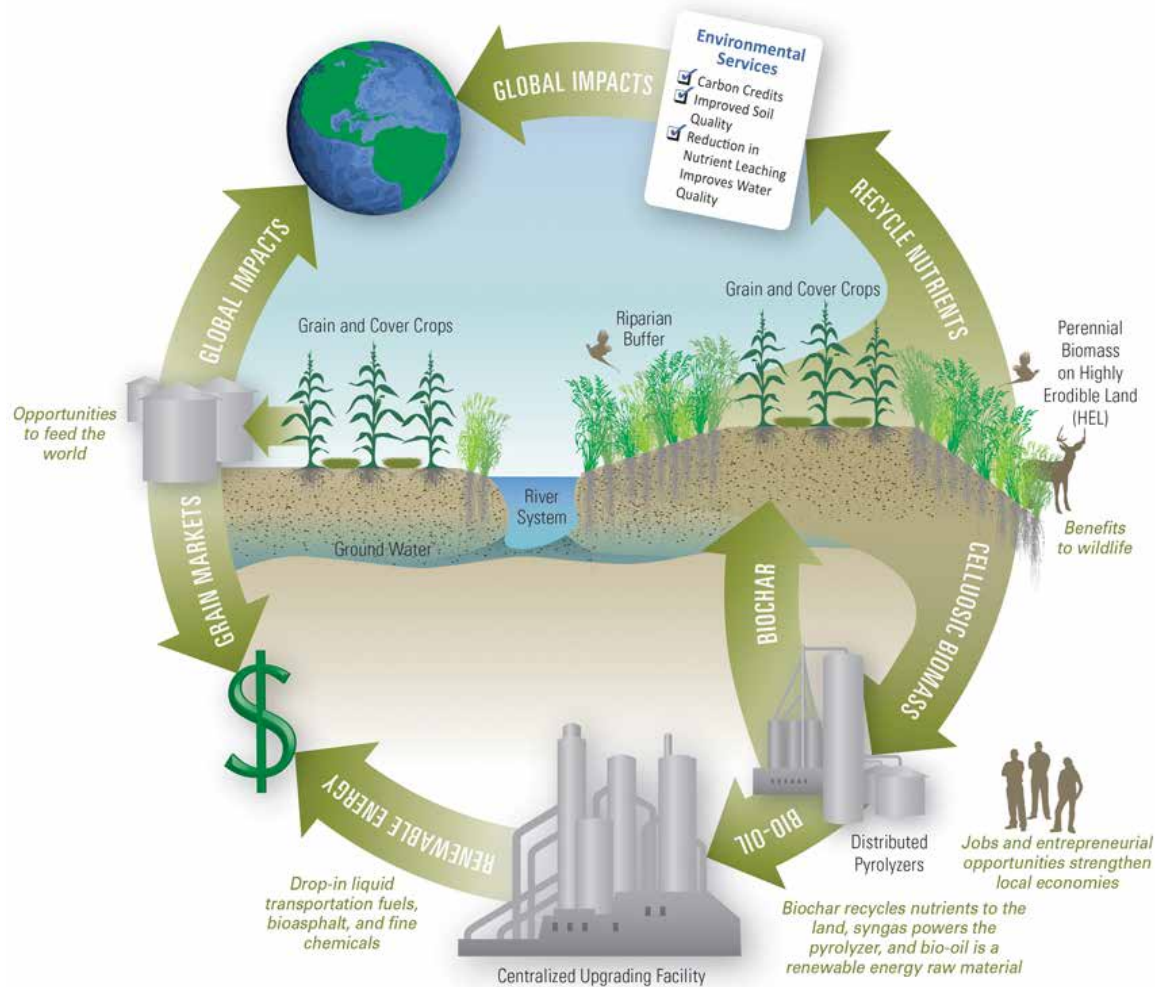 Environmental
Services
Carbon Credits
Improved Soil
Quality
Reduction in
Nutrient Leaching
Improves Water
Quality
GLOBAL IMPACTS
RECYCLE NUTRIENTS
GLOBAL IMPACTS
Grain and Cover Crops
Riparian
Buffer
Grain and Cover Crops
Perennial
Biomass
on Highly
Erodible Land
(HEL)
Opportunities
to feed the
world
River
System
Ground Water
Benefits
to wildlife
GRAIN MARKETS
BIOCHAR
CELLUOSIC BIOMASS
$
RENEWABLE ENERGY
BIO-OIL
Distributed
Pyrolyzers
Jobs and entrepreneurial
opportunities strengthen
local economies
Drop-in liquid
transportation fuels,
bioasphalt, and fine
chemicals
Biochar recycles nutrients to the
land, syngas powers the
pyrolyzer, and bio-oil is a
renewable energy raw material
Centralized Upgrading Facility